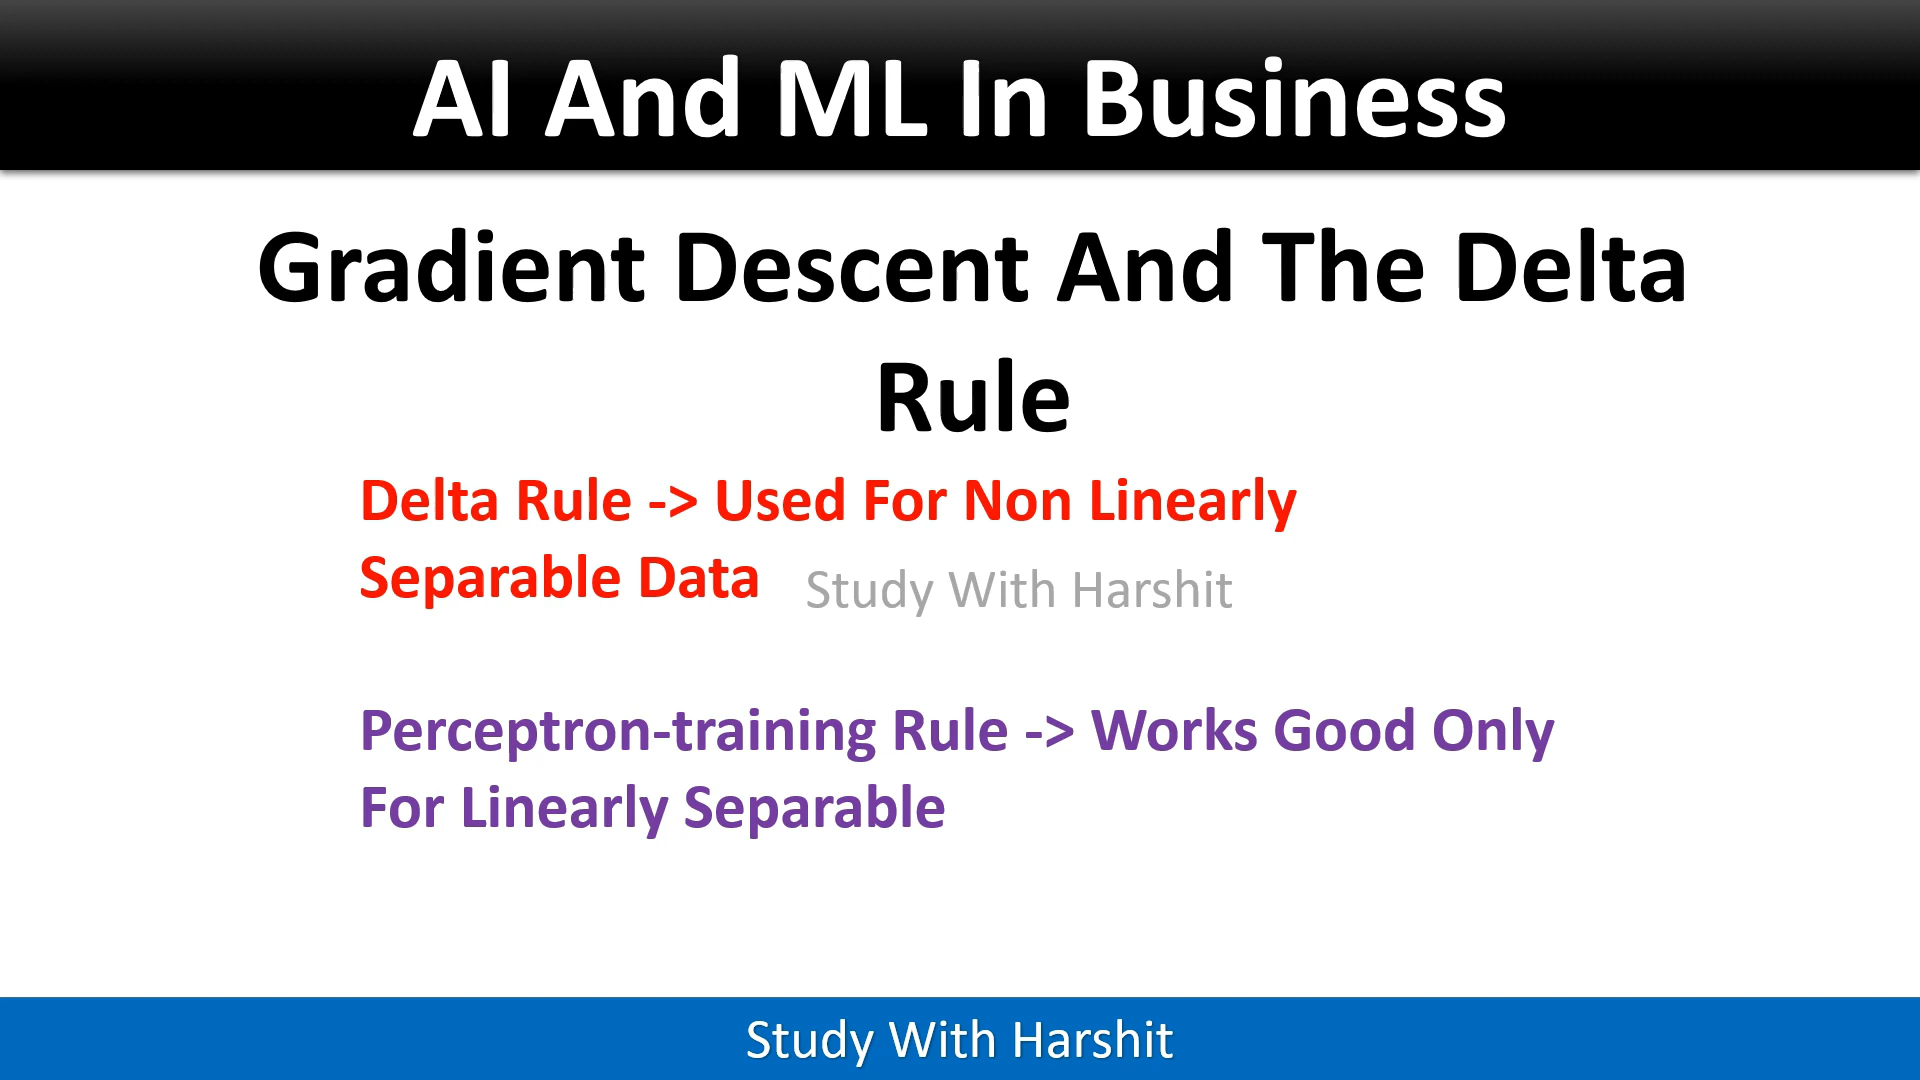 AI And ML In Business
Gradient Descent And The Delta
Rule
Delta Rule -> Used For Non Linearly
Separable Data
Study With Harshit
Perceptron-training Rule -> Works Good Only
For Linearly Separable
Study With Harshit